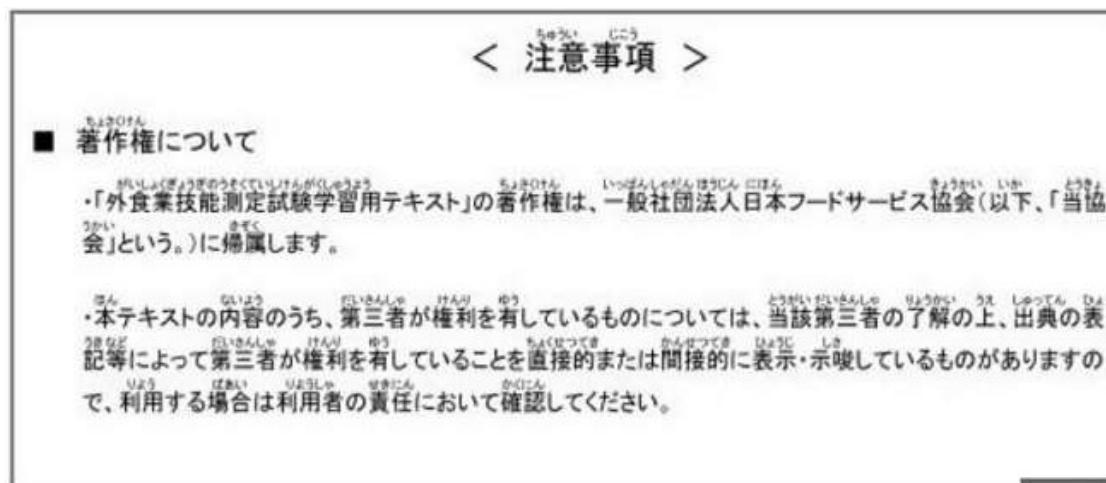 ＜ 注意事項 ＞
■ 著作権について
・「外食業技能測定試験学習用テキスト」の著作権は、一般社団法人日本フードサービス協会（以下、「当協
会」という。）に帰属します。
・本テキストの内容のうち、第三者が権利を有しているものについては、当該第三者の了解の上、出典の表
記等によって第三者が権利を有していることを直接的または間接的に表示・示唆しているものがありますの
で、利用する場合は利用者の責任において確認してください。